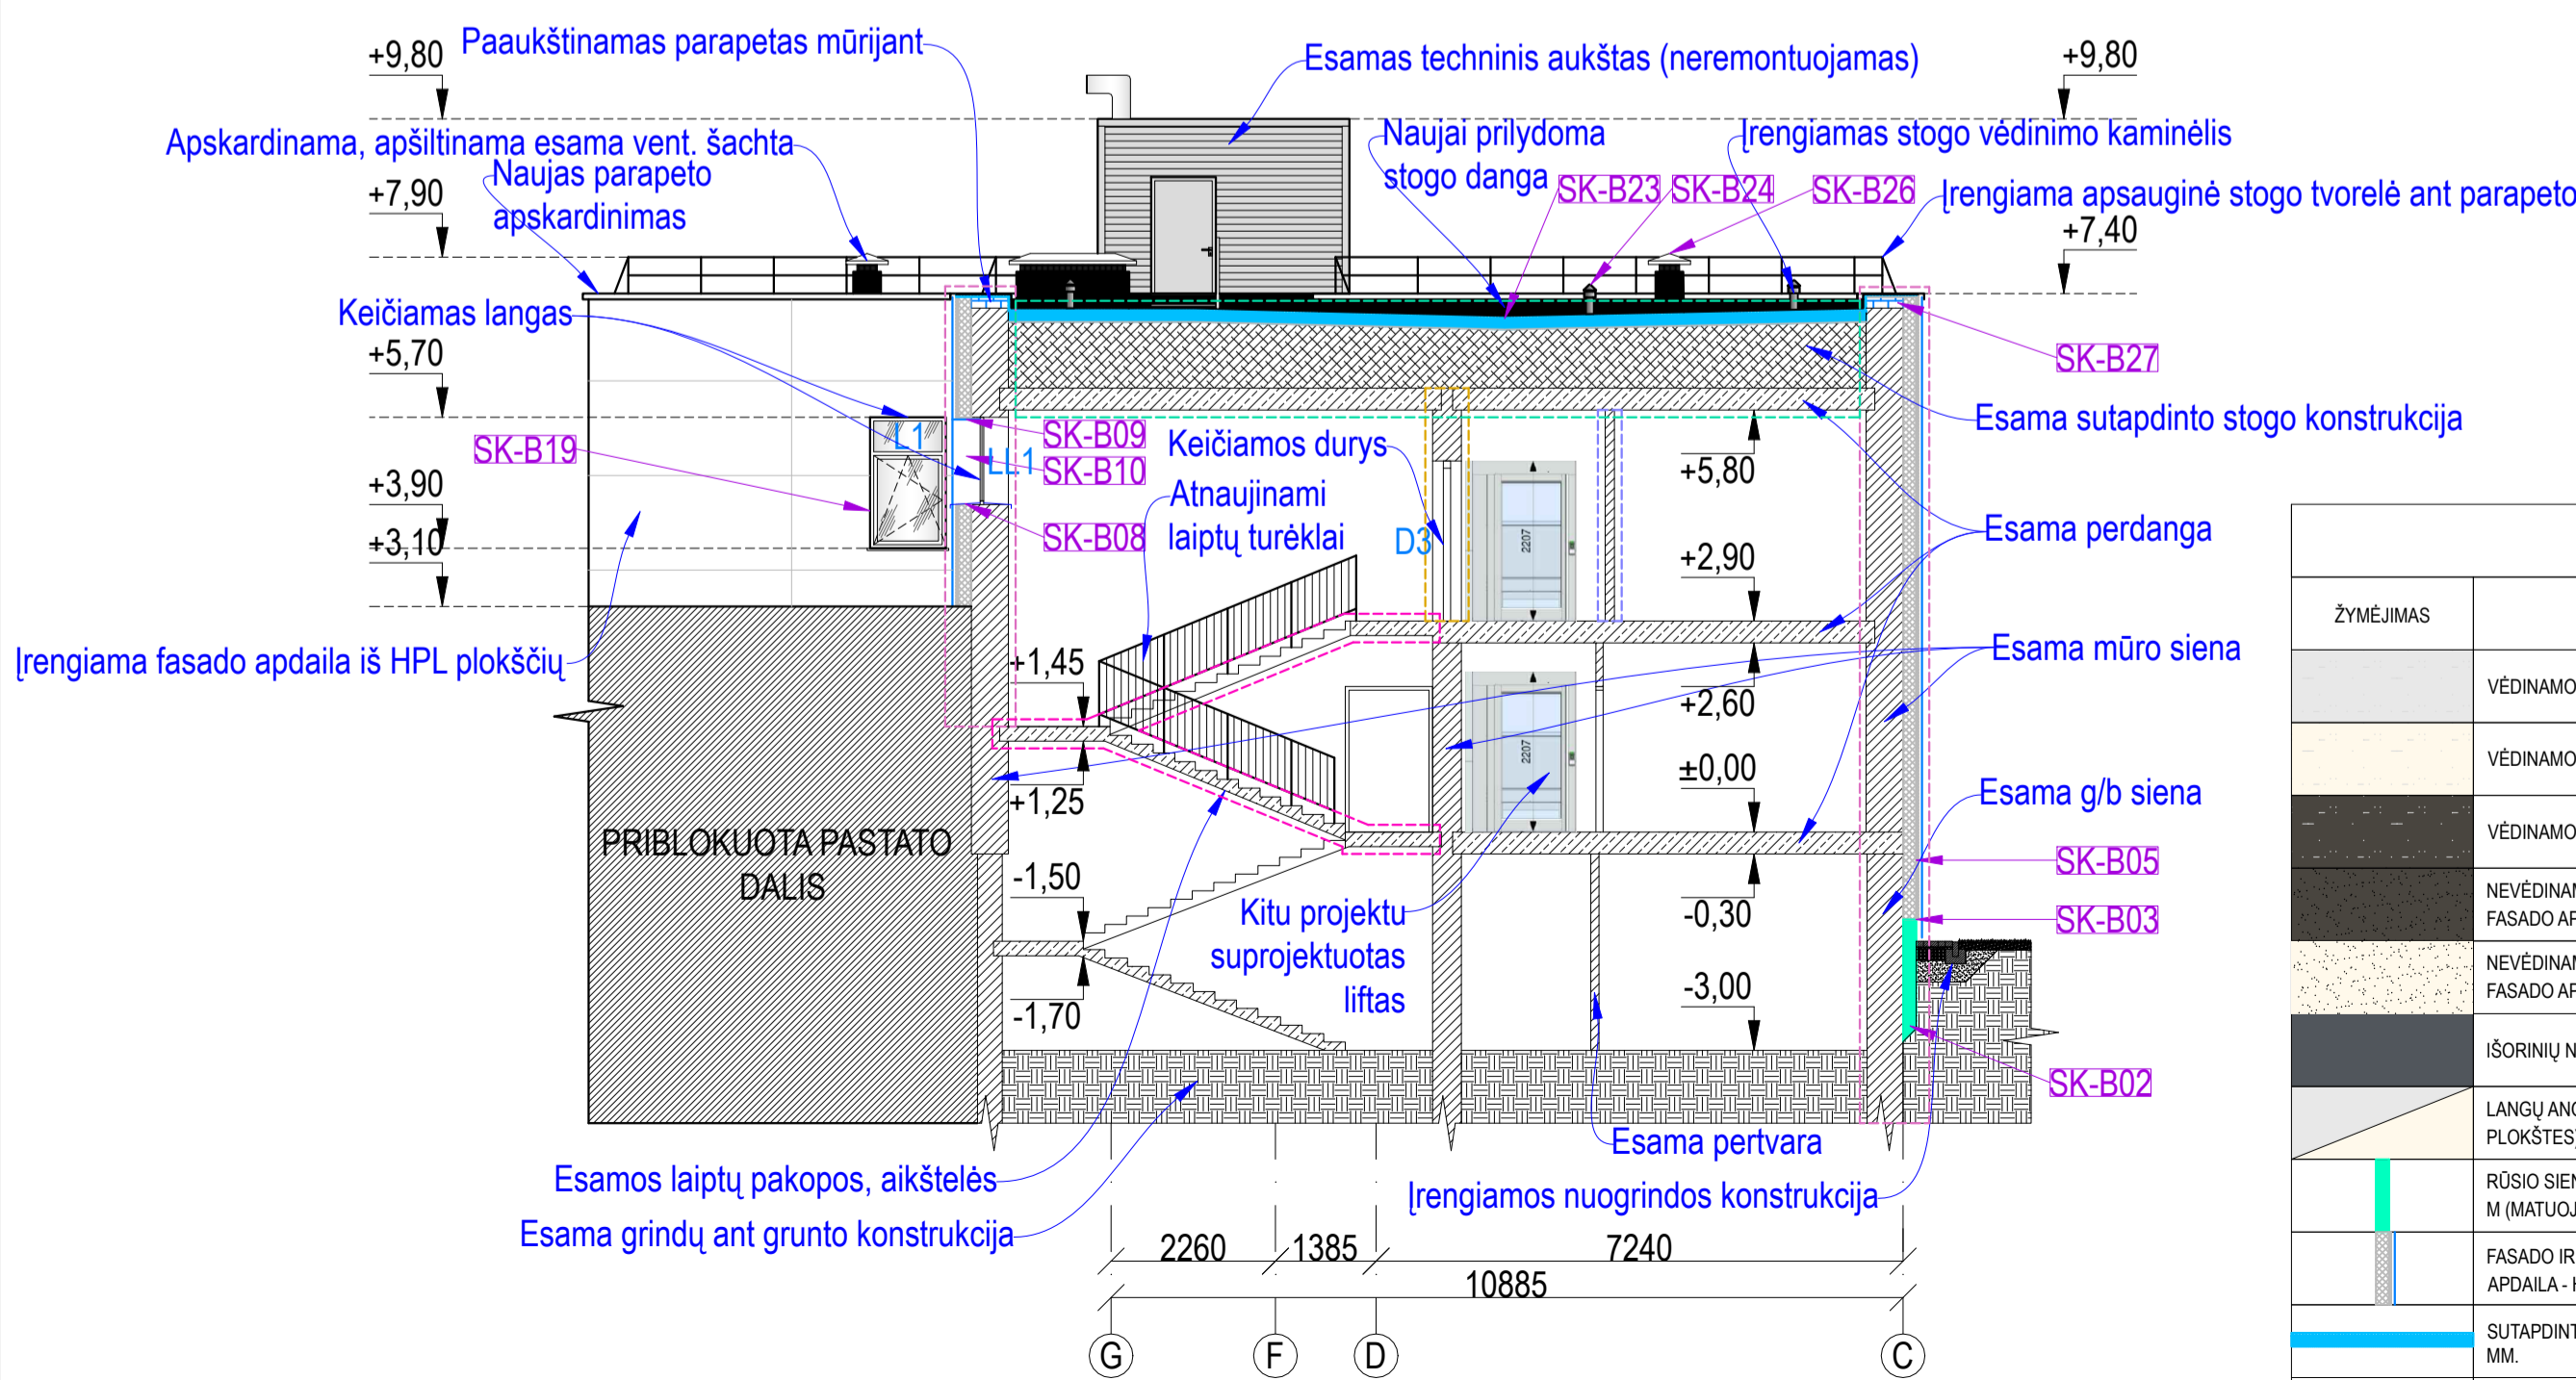 +9,80
Paaukštinamas parapetas mūrijant
Esamas techninis aukštas (neremontuojamas)
+9,80
Apskardinama, apšiltinama esama vent. šachta
Naujai prilydoma
stogo danga
Įrengiamas stogo vėdinimo kaminėlis
Naujas parapeto
apskardinimas
+7,90
SK-B23
SK-B24
SK-B26
Įrengiama apsauginė stogo tvorelė ant parapeto
+7,40
Keičiamas langas
+5,70
SK-B27
Esama sutapdinto stogo konstrukcija
SK-B19
L1
LL1
SK-B09
SK-B10
SK-B08
Keičiamos durys
Atnaujinami
laiptų turėklai
D3
2207
+5,80
+3,90
+3,10
+2,90
Esama perdanga
Įrengiama fasado apdaila iš HPL plokščių
+1,45
+2,60
Esama mūro siena
2207
±0,00
+1,25
Esama g/b siena
PRIBLOKUOTA PASTATO
DALIS
-1,50
-0,30
SK-B05
SK-B03
Kitu projektu
suprojektuotas
liftas
-1,70
-3,00
SK-B02
Esama pertvara
Esamos laiptų pakopos, aikštelės
Įrengiamos nuogrindos konstrukcija
Esama grindų ant grunto konstrukcija
2260
1385
7240
10885
G
F
D
C
ŽYMĖJIMAS
VĖDINAMO
VĖDINAMO
VĖDINAMO
NEVĖDINAM
FASADO AP
NEVĖDINAM
FASADO AP
IŠORINIŲ N
LANGŲ ANG
PLOKŠTES)
RŪSIO SIEN
M (MATUOJ
FASADO IR
APDAILA - H
SUTAPDINT
MM.